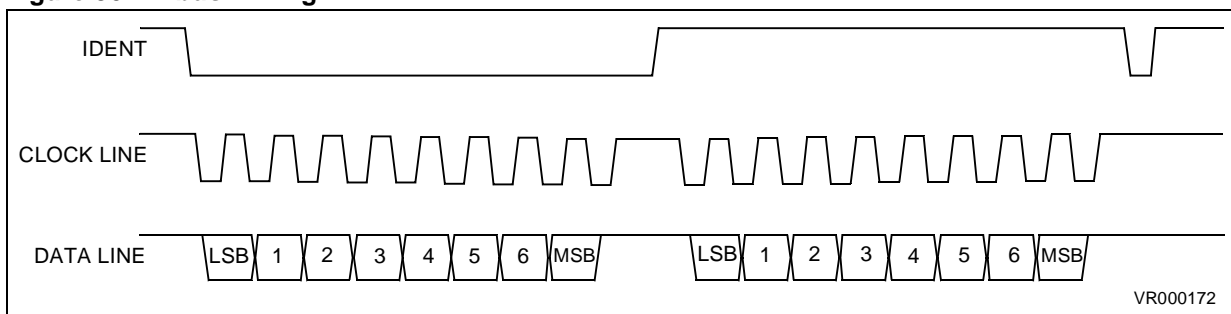 IDENT
CLOCK LINE
DATA LINE LSB 1 2 3 4 5 6 MSB LSB 1 2 3 4 5 6 MSB
VR000172